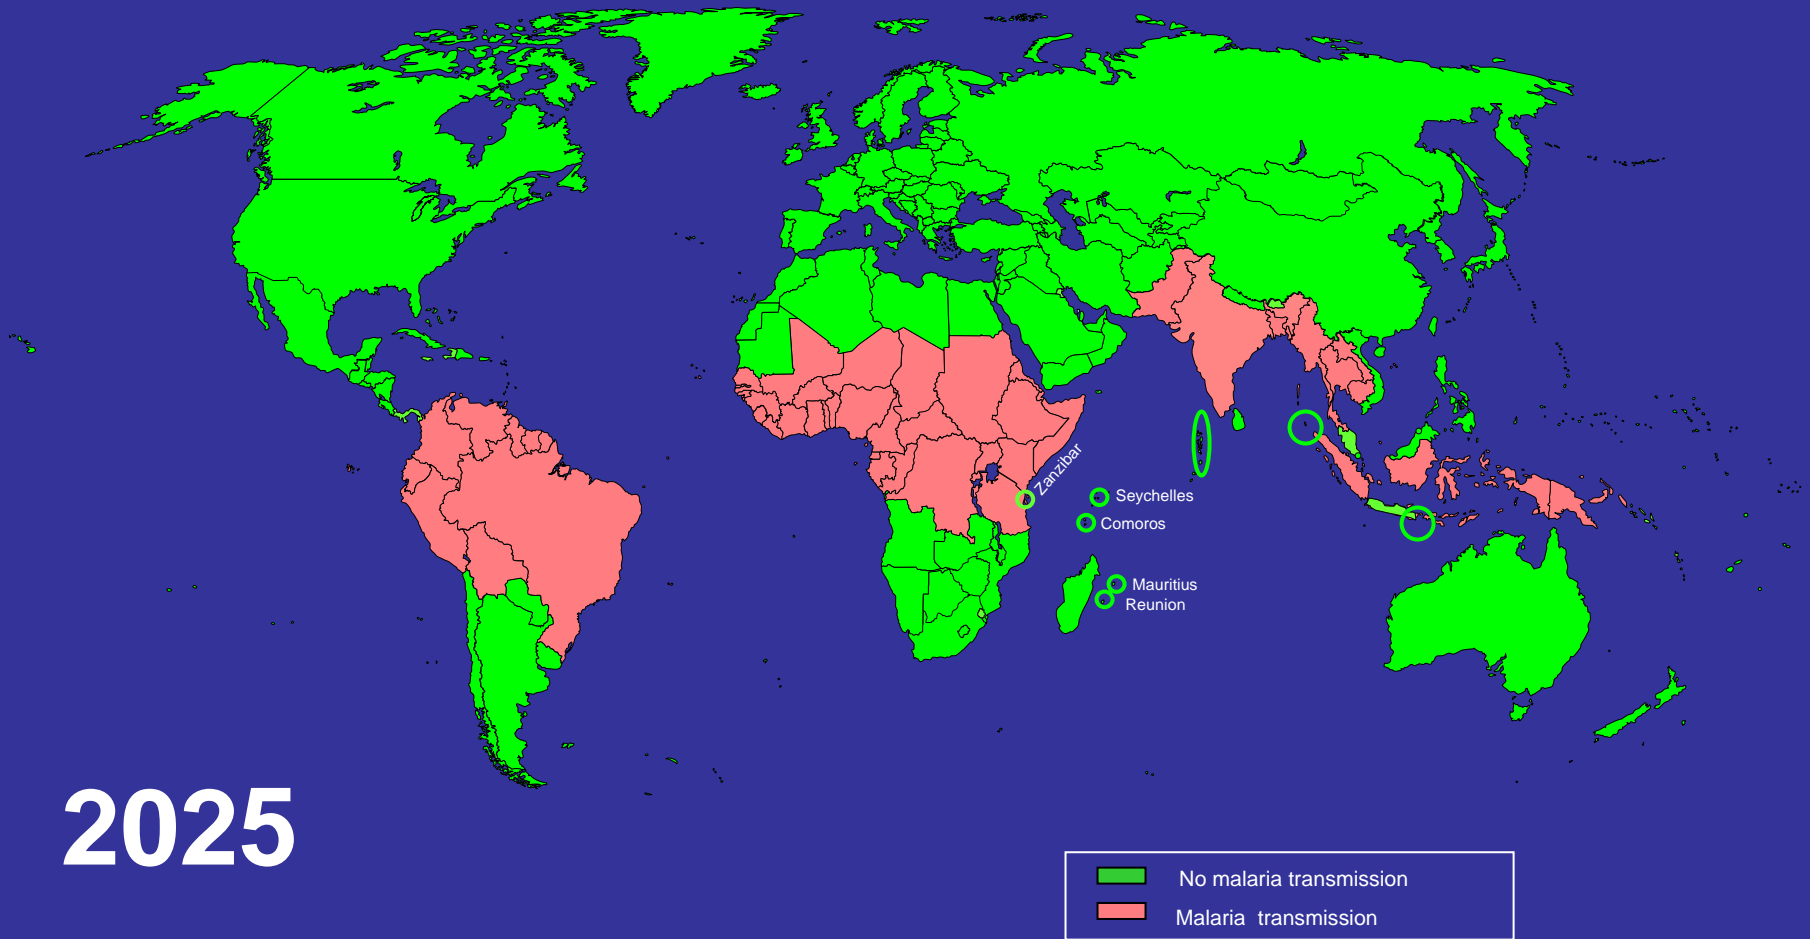 Zanzibar
Seychelles
Comoros
Mauritius
Reunion
2025
No malaria transmission
Malaria transmission